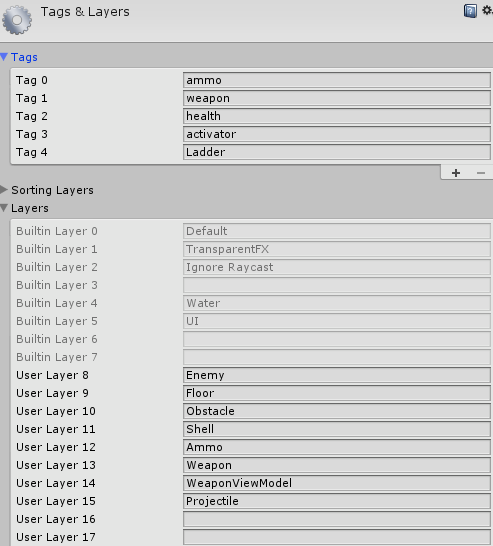 Tags & Layers
Tags
Tag 0 ammo
Tag 1 weapon
Tag 2 health
Tag 3 activator
Tag 4 Ladder
+ −
Sorting Layers
Layers
Builtin Layer 0 Default
Builtin Layer 1 TransparentFX
Builtin Layer 2 Ignore Raycast
Builtin Layer 3
Builtin Layer 4 Water
Builtin Layer 5 UI
Builtin Layer 6
Builtin Layer 7
User Layer 8 Enemy
User Layer 9 Floor
User Layer 10 Obstacle
User Layer 11 Shell
User Layer 12 Ammo
User Layer 13 Weapon
User Layer 14 WeaponViewModel
User Layer 15 Projectile
User Layer 16
User Layer 17